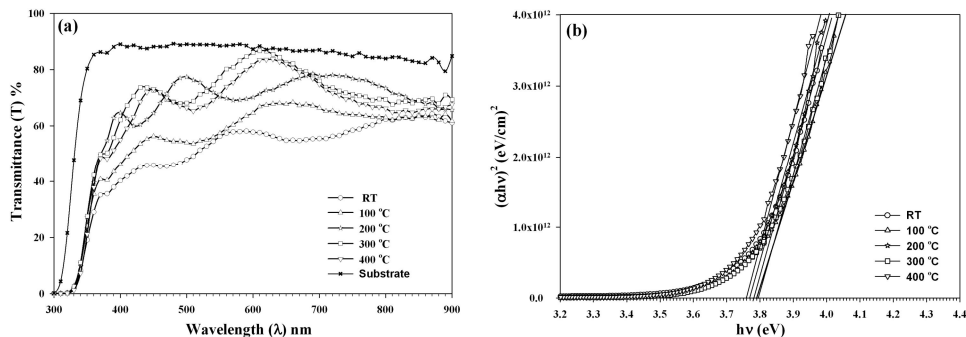 (a)
Transmittance (T) %
100
80
60
40
20
0
300 400 500 600 700 800 900
Wavelength (λ) nm
RT
100 °C
200 °C
300 °C
400 °C
Substrate
(b)
(αhν)² (eV/cm)²
4.0x10¹²
3.0x10¹²
2.0x10¹²
1.0x10¹²
0.0
3.2 3.3 3.4 3.5 3.6 3.7 3.8 3.9 4.0 4.1 4.2 4.3 4.4
hν (eV)
RT
100 °C
200 °C
300 °C
400 °C